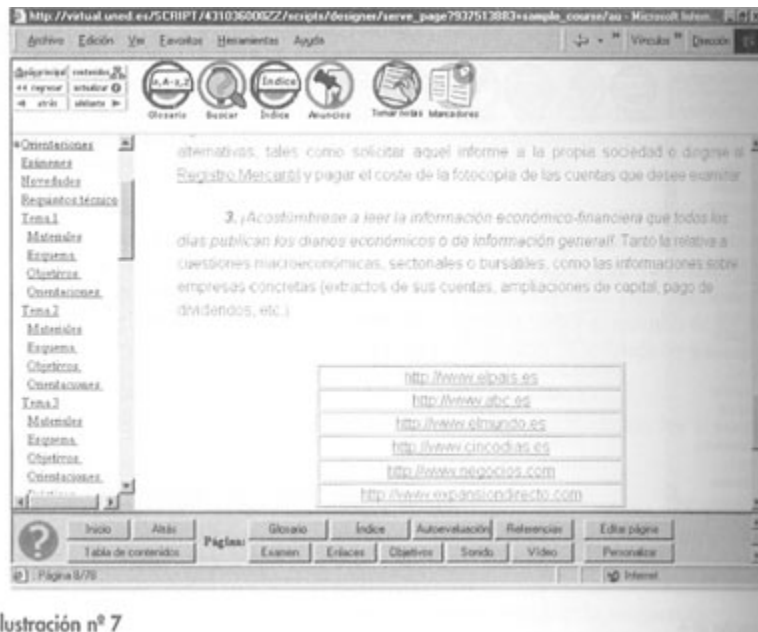 http://virtual.uned.es/SCRIPT/431036000ZZ/scripts/designer/serve_page?937513883+sample_course/au - Microsoft Intern
Archivo Edición Ver Favoritos Herramientas Ayuda Vínculos Dirección
Pág.principal contenidos
<< regresar actualizar
atrás adelante
a,A-z,Z Indice
Glosario Buscar Índice Anuncios Tomar notas Marcadores
Orientaciones
Exámenes
Novedades
Requisitos técnico
Tema 1
Materiales
Esquema
Objetivos
Orientaciones
Tema 2
Materiales
Esquema
Objetivos
Orientaciones
Tema 3
Materiales
Esquema
Objetivos
Orientaciones
alternativas, tales como solicitar aquel informe a la propia sociedad o dirigirse al
Registro Mercantil y pagar el coste de la fotocopia de las cuentas que desee examinar
3. ¡Acostúmbrese a leer la información económico-financiera que todos los
días publican los diarios económicos o de información general! Tanto la relativa a
cuestiones macroeconómicas, sectoriales o bursátiles, como las informaciones sobre
empresas concretas (extractos de sus cuentas, ampliaciones de capital, pago de
dividendos, etc.)
http://www.elpais.es
http://www.abc.es
http://www.elmundo.es
http://www.cincodias.es
http://www.negocios.com
http://www.expansiondirecto.com
Inicio Atrás Página: Glosario Índice Autoevaluación Referencias Editar página
Tabla de contenidos Examen Enlaces Objetivos Sonido Vídeo Personalizar
Página 8/78 Internet
lustración nº 7